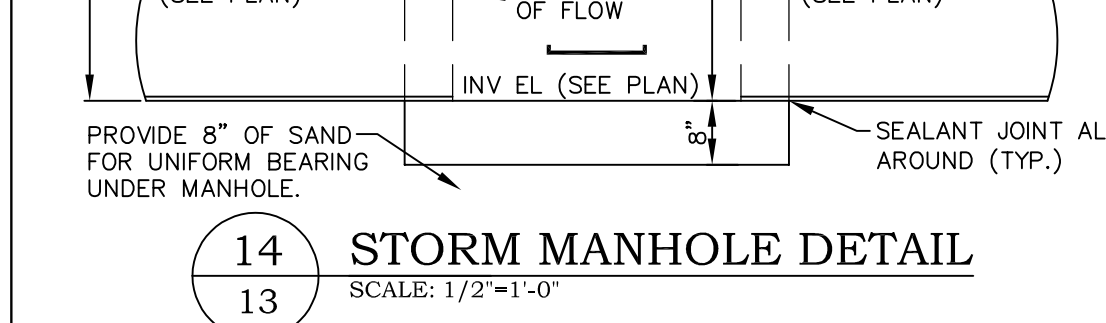 (SEE PLAN)
OF FLOW
(SEE PLAN)
INV EL (SEE PLAN)
8"
PROVIDE 8" OF SAND
FOR UNIFORM BEARING
UNDER MANHOLE.
SEALANT JOINT AL
AROUND (TYP.)
14
13
STORM MANHOLE DETAIL
SCALE: 1/2"=1'-0"